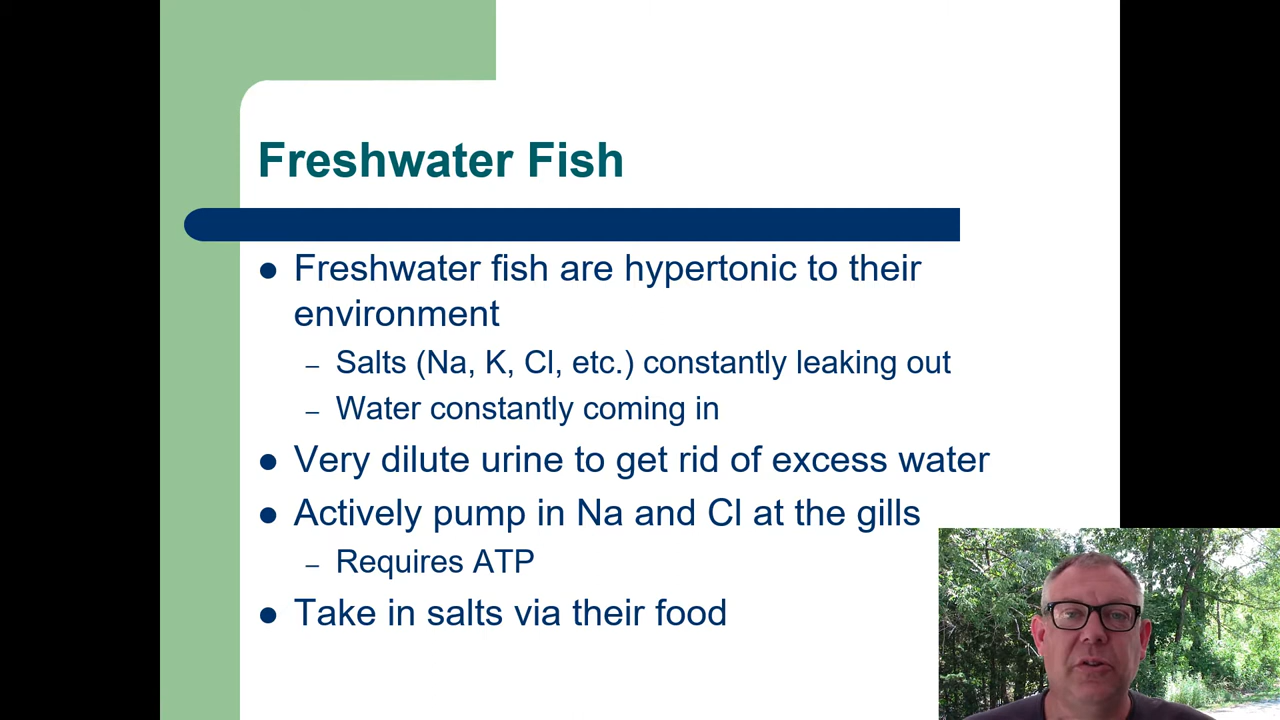 Freshwater Fish
● Freshwater fish are hypertonic to their
environment
– Salts (Na, K, Cl, etc.) constantly leaking out
– Water constantly coming in
● Very dilute urine to get rid of excess water
● Actively pump in Na and Cl at the gills
– Requires ATP
● Take in salts via their food